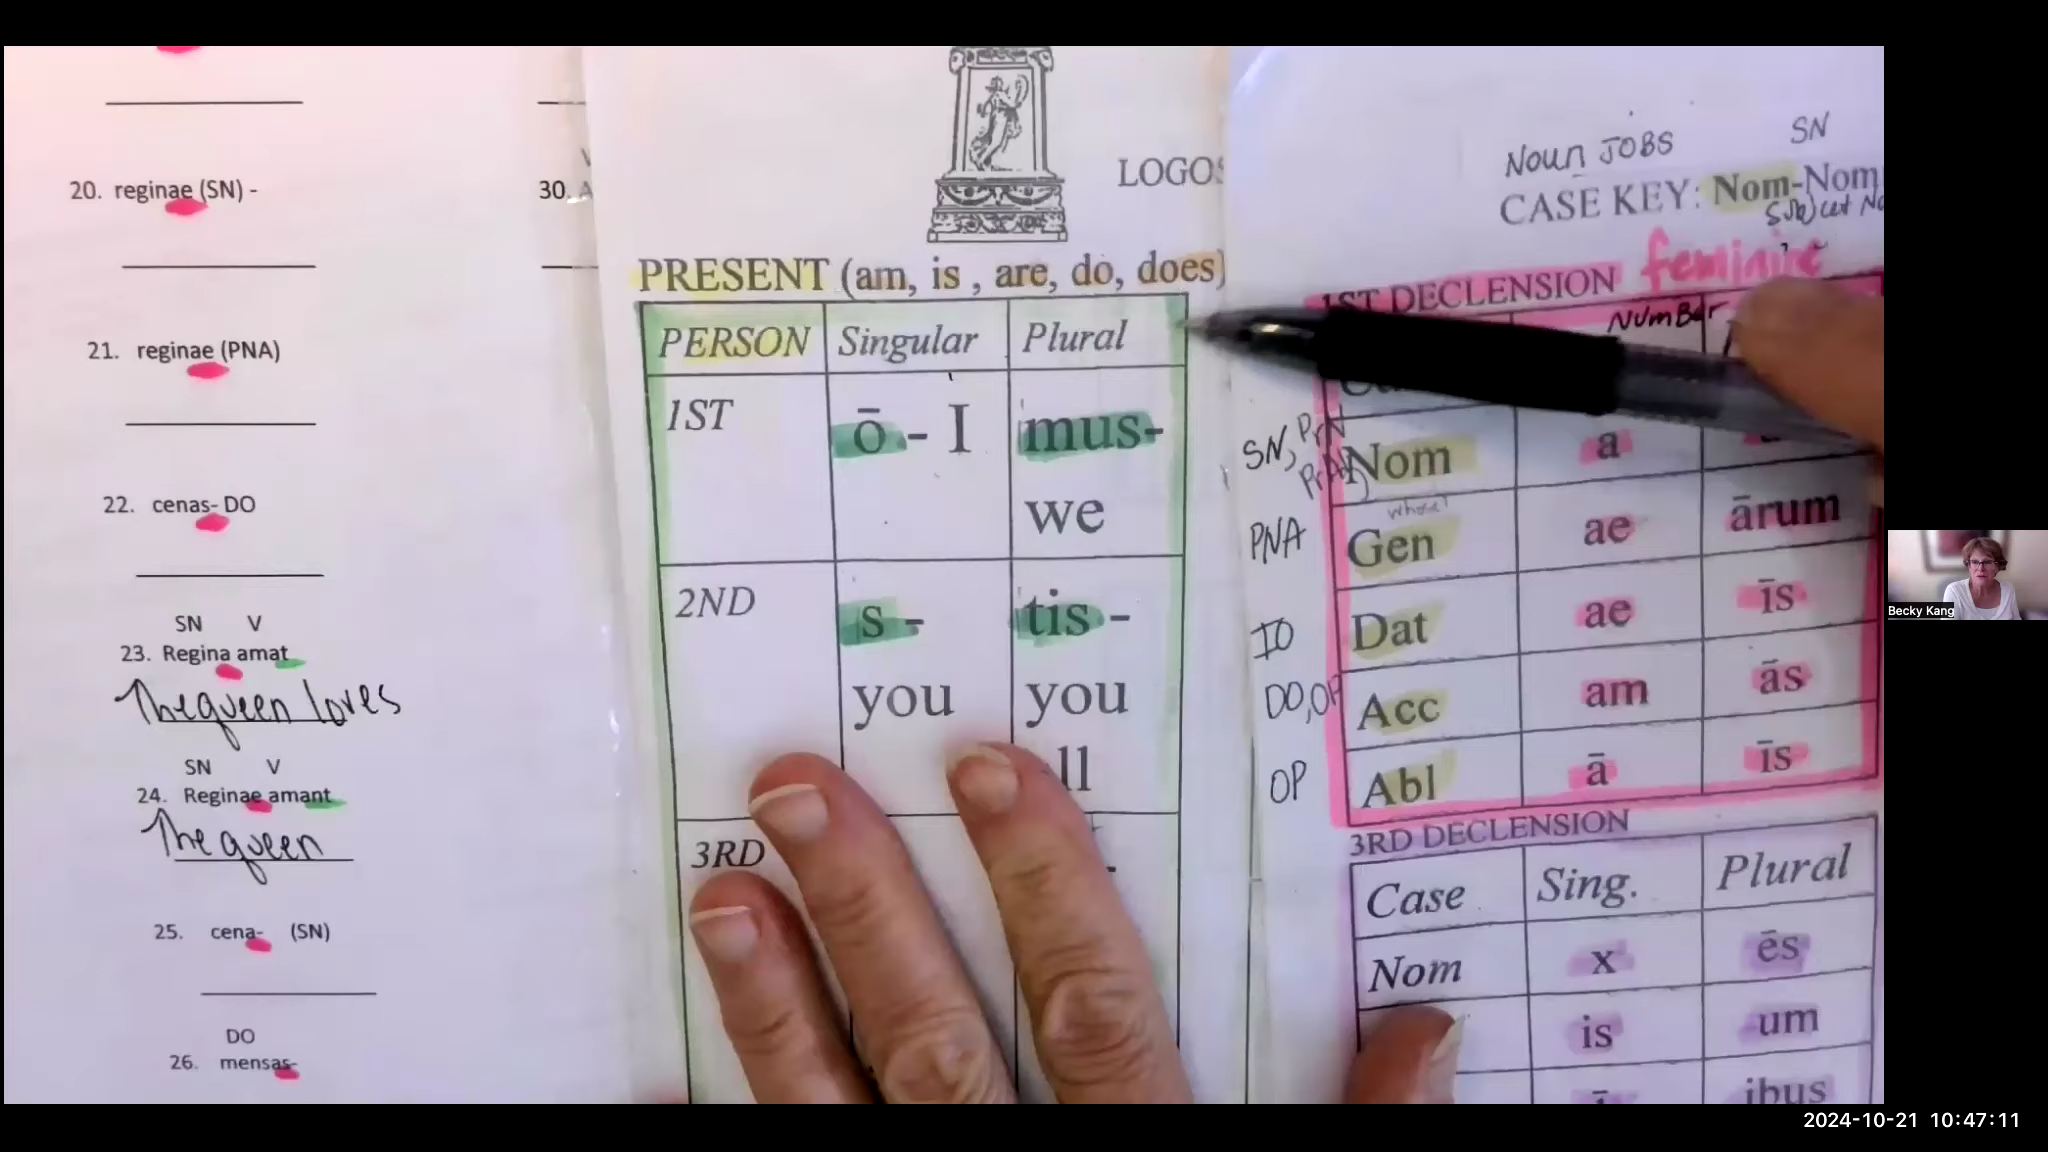 20. reginae (SN) -
21. reginae (PNA)
22. cenas- DO
SN V
23. Regina amat
The queen loves
SN V
24. Reginae amant
The queen
25. cena- (SN)
DO
26. mensas-
30.
LOGOS
PRESENT (am, is , are, do, does)
PERSON Singular Plural
1ST ō - I mus-
we
2ND s - tis -
you you
3RD
Noun JOBS SN
CASE KEY: Nom-Nom
Subject
1ST DECLENSION feminine
NumBer
SN, PrN
Nom a
whose?
PNA Gen ae ārum
IO Dat ae īs
DO, OP Acc am ās
OP Abl ā īs
3RD DECLENSION
Case Sing. Plural
Nom x ēs
is um
ī ibus
Becky Kang
2024-10-21 10:47:11